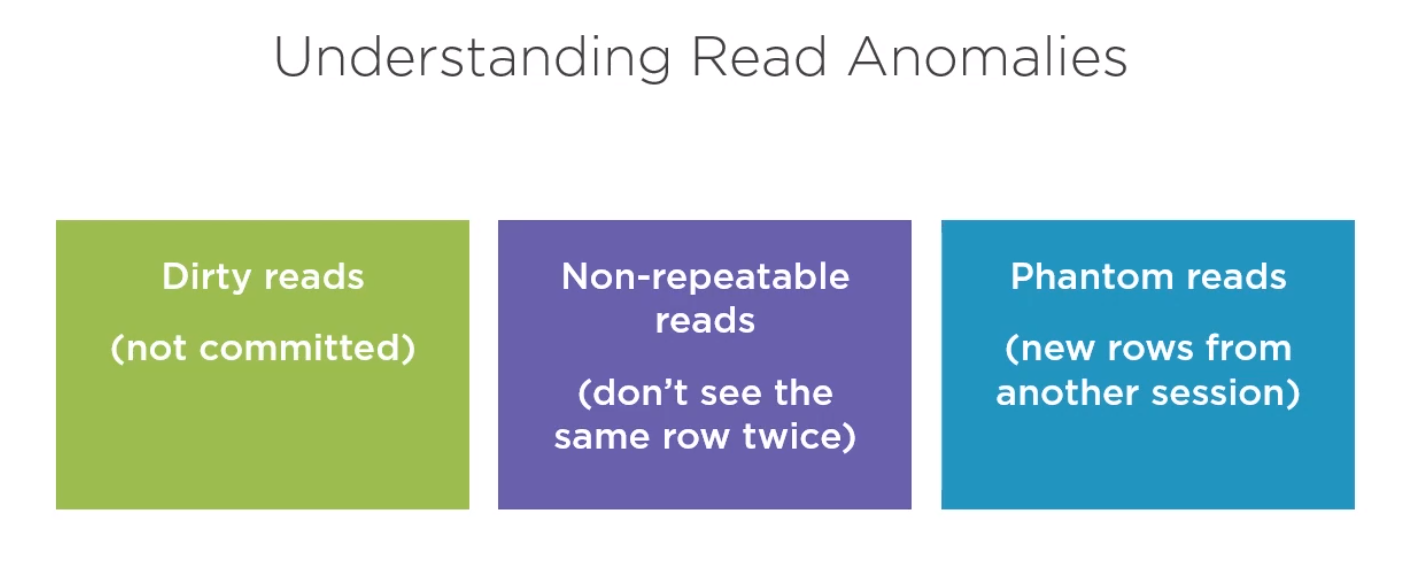 Understanding Read Anomalies
Dirty reads
(not committed)
Non-repeatable
reads
(don’t see the
same row twice)
Phantom reads
(new rows from
another session)